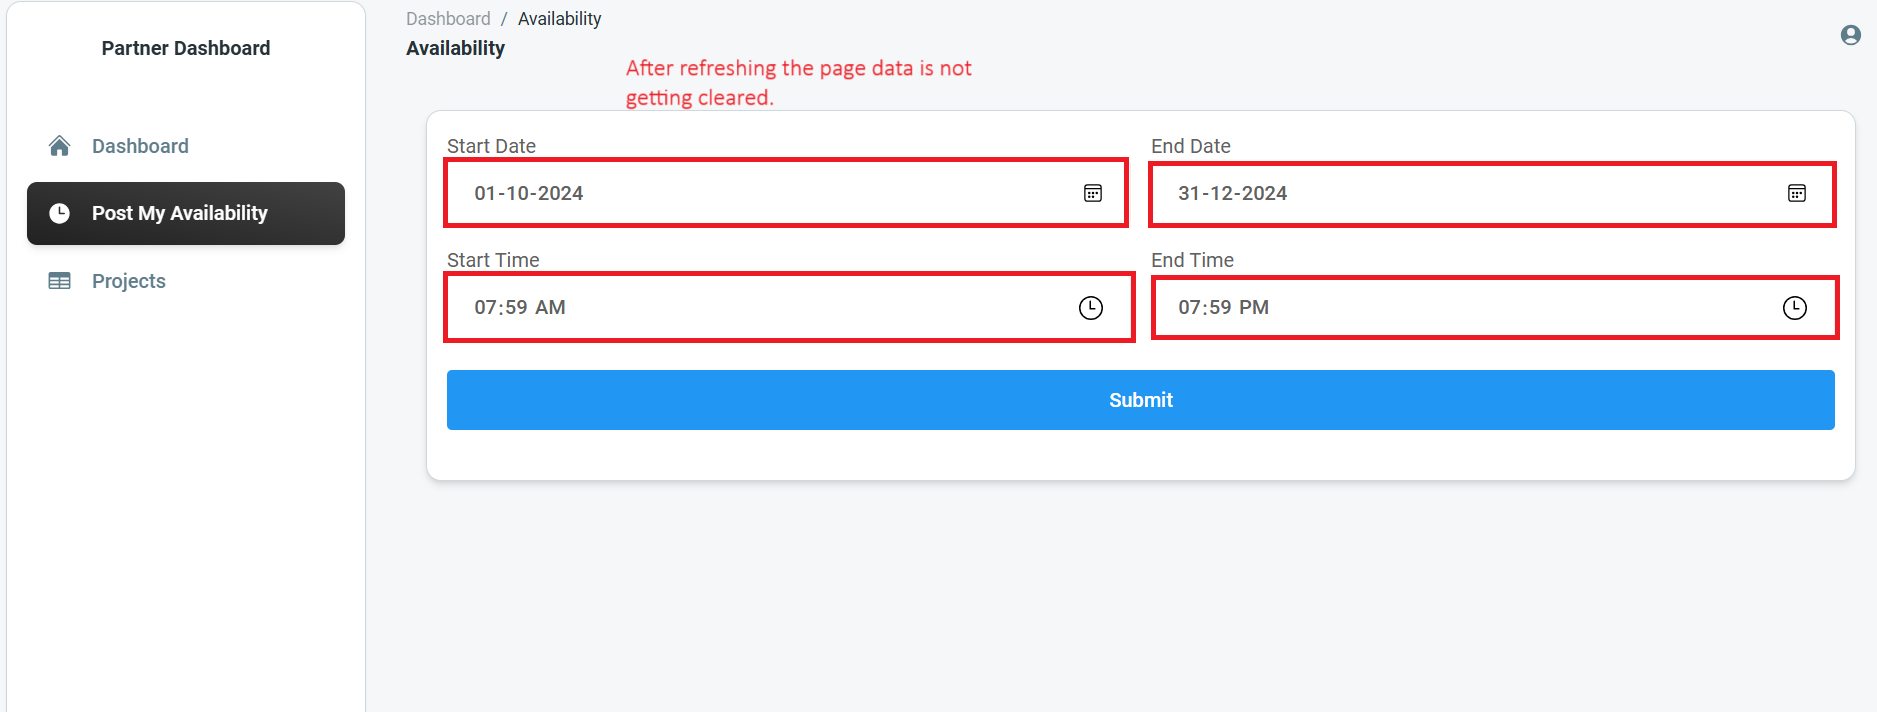 Partner Dashboard
Dashboard
Post My Availability
Projects
Dashboard / Availability
Availability
After refreshing the page data is not
getting cleared.
Start Date
End Date
01-10-2024
31-12-2024
Start Time
End Time
07:59 AM
07:59 PM
Submit